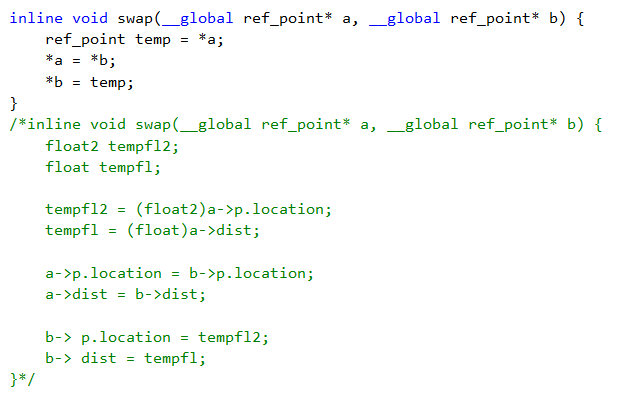 inline void swap(__global ref_point* a, __global ref_point* b) {
    ref_point temp = *a;
    *a = *b;
    *b = temp;
}
/*inline void swap(__global ref_point* a, __global ref_point* b) {
    float2 tempfl2;
    float tempfl;

    tempfl2 = (float2)a->p.location;
    tempfl = (float)a->dist;

    a->p.location = b->p.location;
    a->dist = b->dist;

    b-> p.location = tempfl2;
    b-> dist = tempfl;
}*/